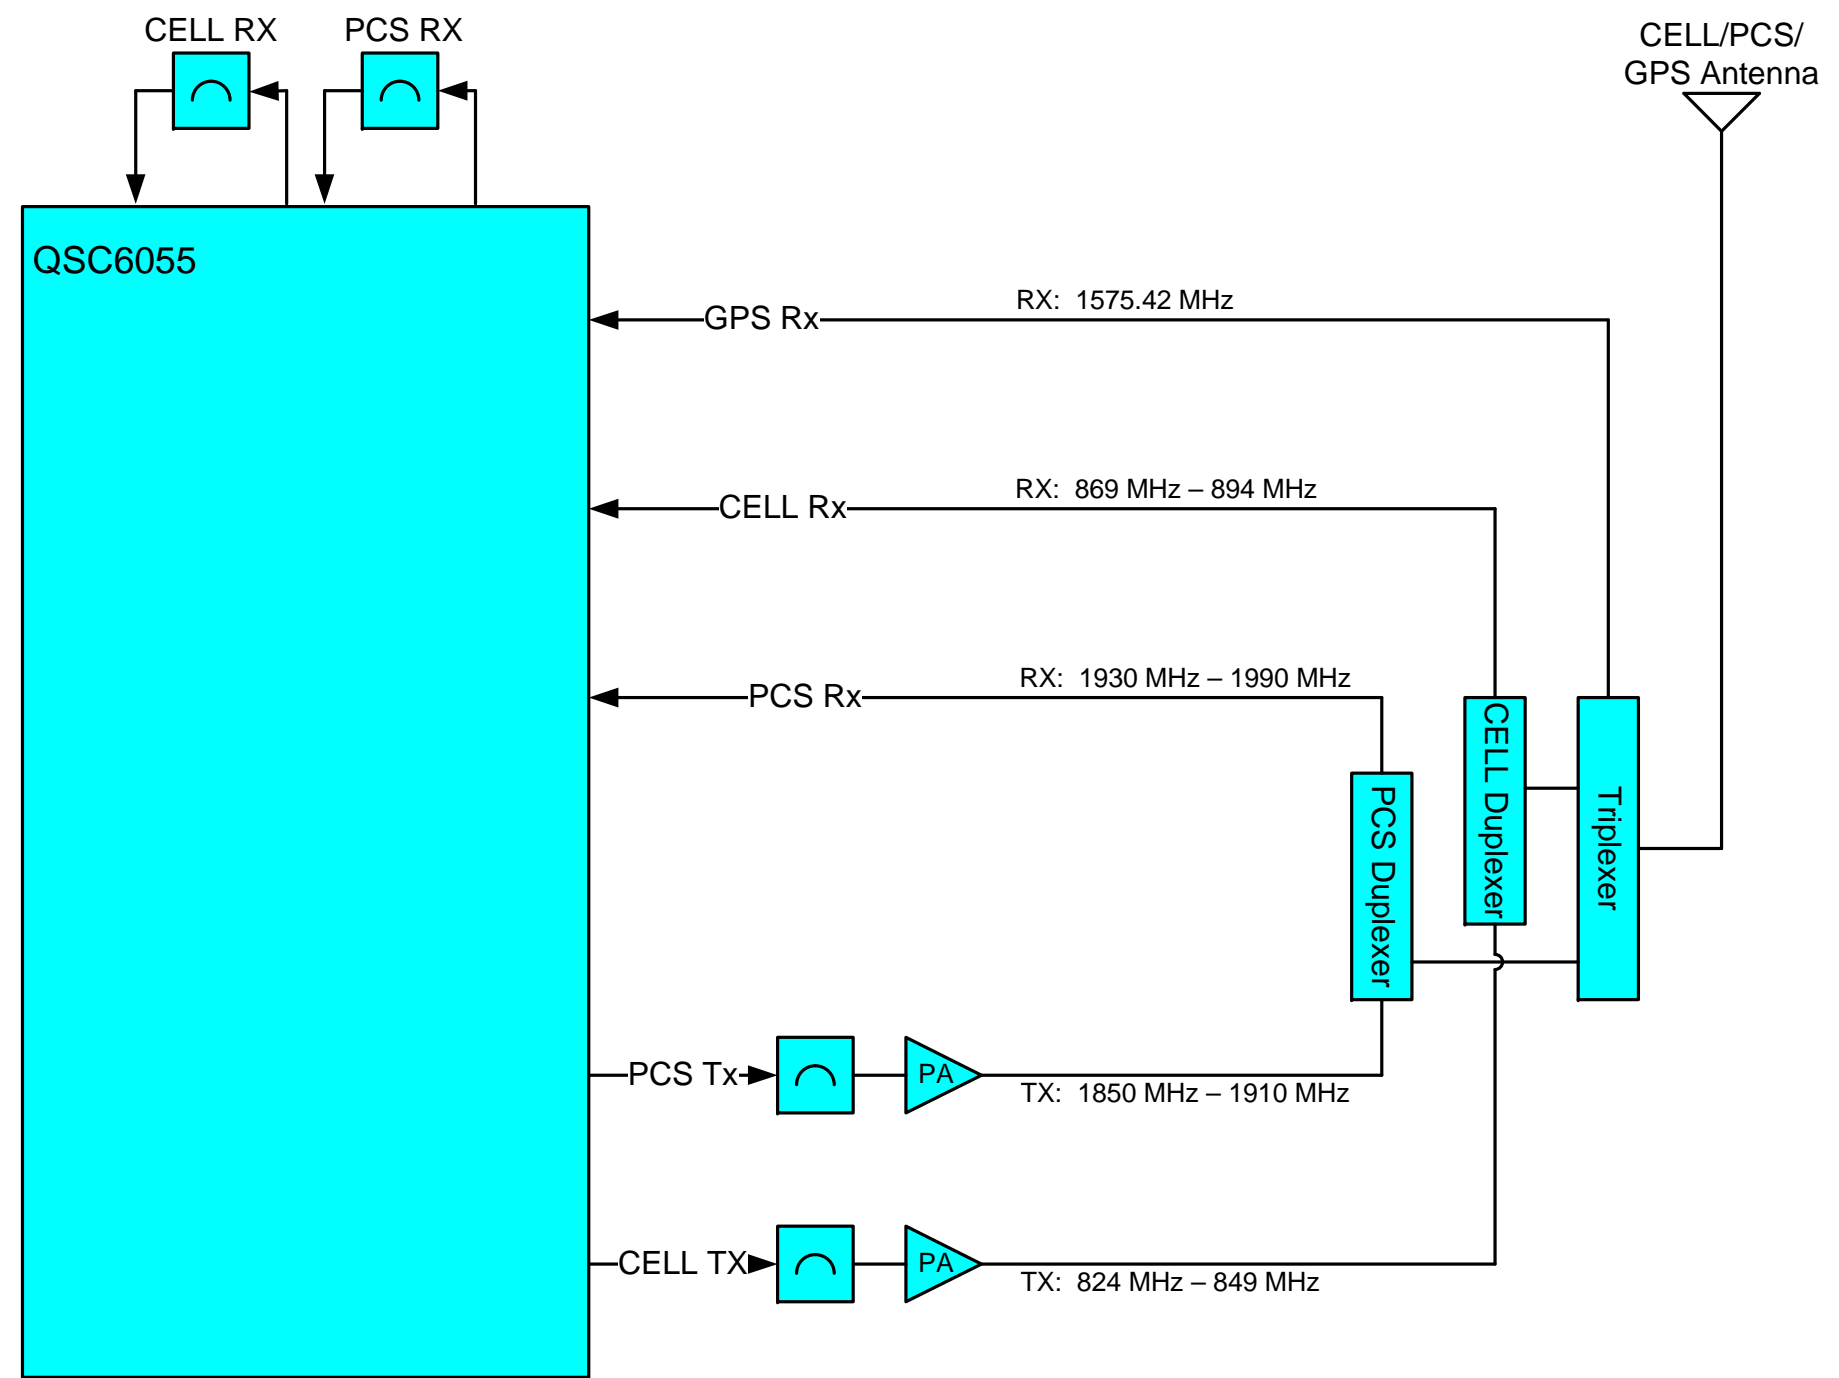 CELL RX
PCS RX
CELL/PCS/
GPS Antenna
QSC6055
GPS Rx
RX:  1575.42 MHz
CELL Rx
RX:  869 MHz – 894 MHz
PCS Rx
RX:  1930 MHz – 1990 MHz
PCS Duplexer
CELL Duplexer
Triplexer
PCS Tx
PA
TX:  1850 MHz – 1910 MHz
CELL TX
PA
TX:  824 MHz – 849 MHz